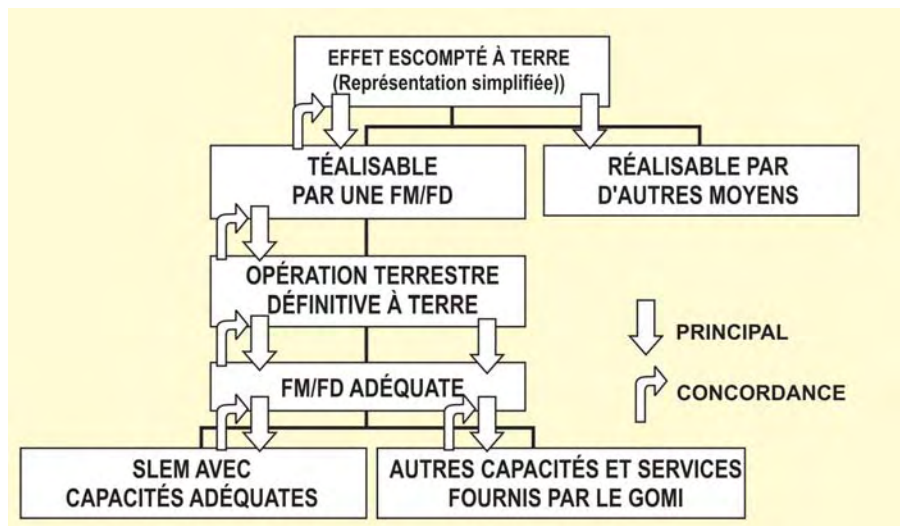 EFFET ESCOMPTÉ À TERRE
(Représentation simplifiée))
TÉALISABLE
PAR UNE FM/FD
RÉALISABLE PAR
D'AUTRES MOYENS
OPÉRATION TERRESTRE
DÉFINITIVE À TERRE
PRINCIPAL
FM/FD ADÉQUATE
CONCORDANCE
SLEM AVEC
CAPACITÉS ADÉQUATES
AUTRES CAPACITÉS ET SERVICES
FOURNIS PAR LE GOMI